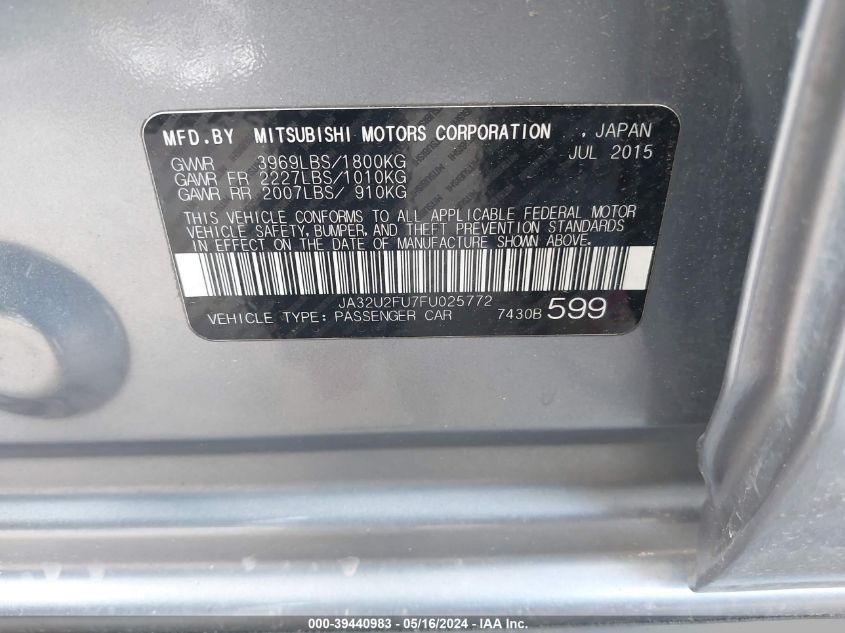 MFD.BY MITSUBISHI MOTORS CORPORATION , JAPAN
GVWR 3969LBS/1800KG JUL 2015
GAWR FR 2227LBS/1010KG
GAWR RR 2007LBS/ 910KG
THIS VEHICLE CONFORMS TO ALL APPLICABLE FEDERAL MOTOR
VEHICLE SAFETY, BUMPER, AND THEFT PREVENTION STANDARDS
IN EFFECT ON THE DATE OF MANUFACTURE SHOWN ABOVE.
JA32U2FU7FU025772
VEHICLE TYPE: PASSENGER CAR 7430B 599
000-39440983 / 05/16/2024 - IAA Inc.